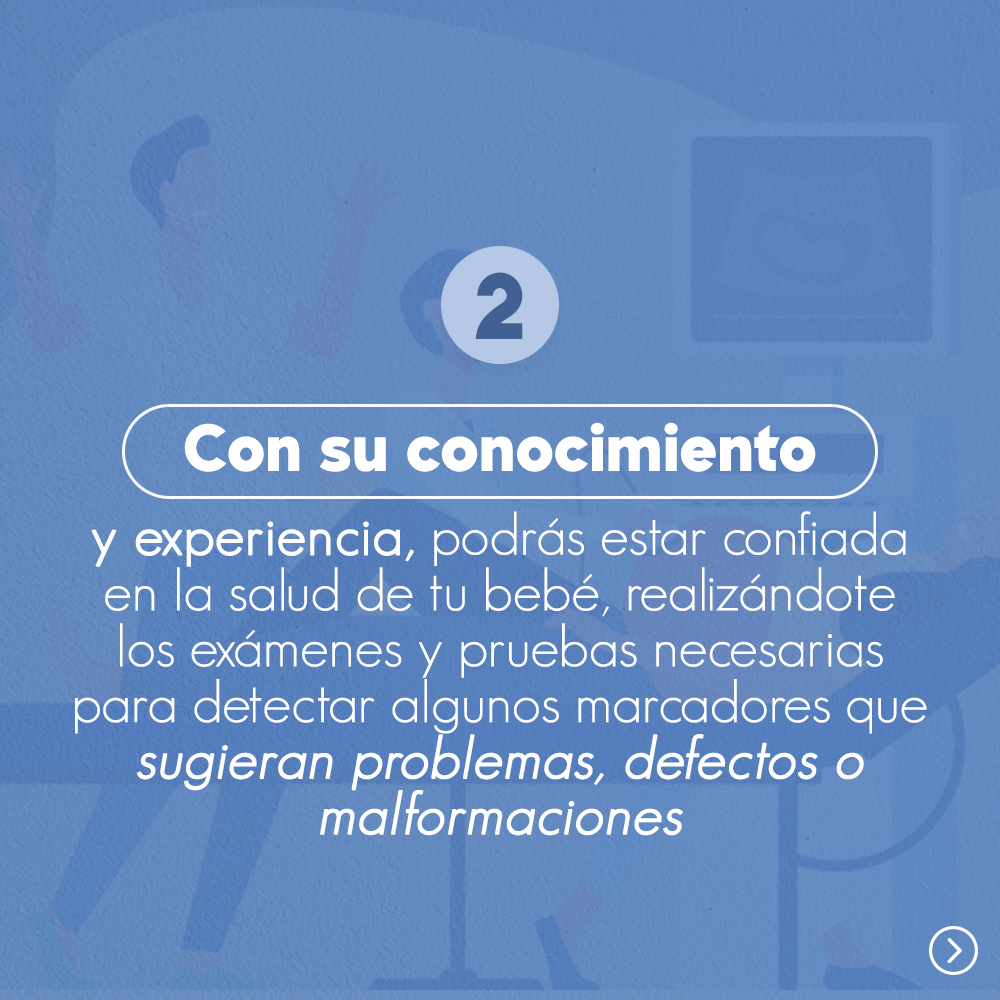 2
Con su conocimiento
y experiencia, podrás estar confiada
en la salud de tu bebé, realizándote
los exámenes y pruebas necesarias
para detectar algunos marcadores que
sugieran problemas, defectos o
malformaciones